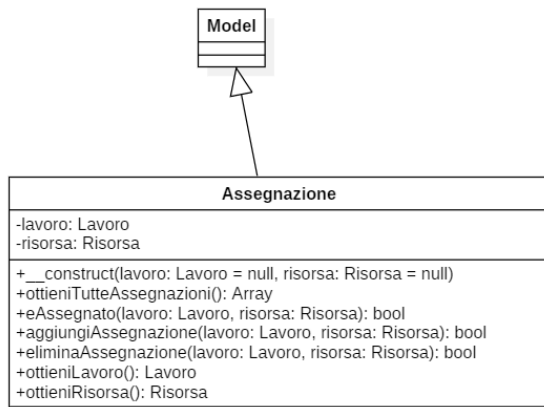 Model
Assegnazione
-lavoro: Lavoro
-risorsa: Risorsa
+__construct(lavoro: Lavoro = null, risorsa: Risorsa = null)
+ottieniTutteAssegnazioni(): Array
+eAssegnato(lavoro: Lavoro, risorsa: Risorsa): bool
+aggiungiAssegnazione(lavoro: Lavoro, risorsa: Risorsa): bool
+eliminaAssegnazione(lavoro: Lavoro, risorsa: Risorsa): bool
+ottieniLavoro(): Lavoro
+ottieniRisorsa(): Risorsa